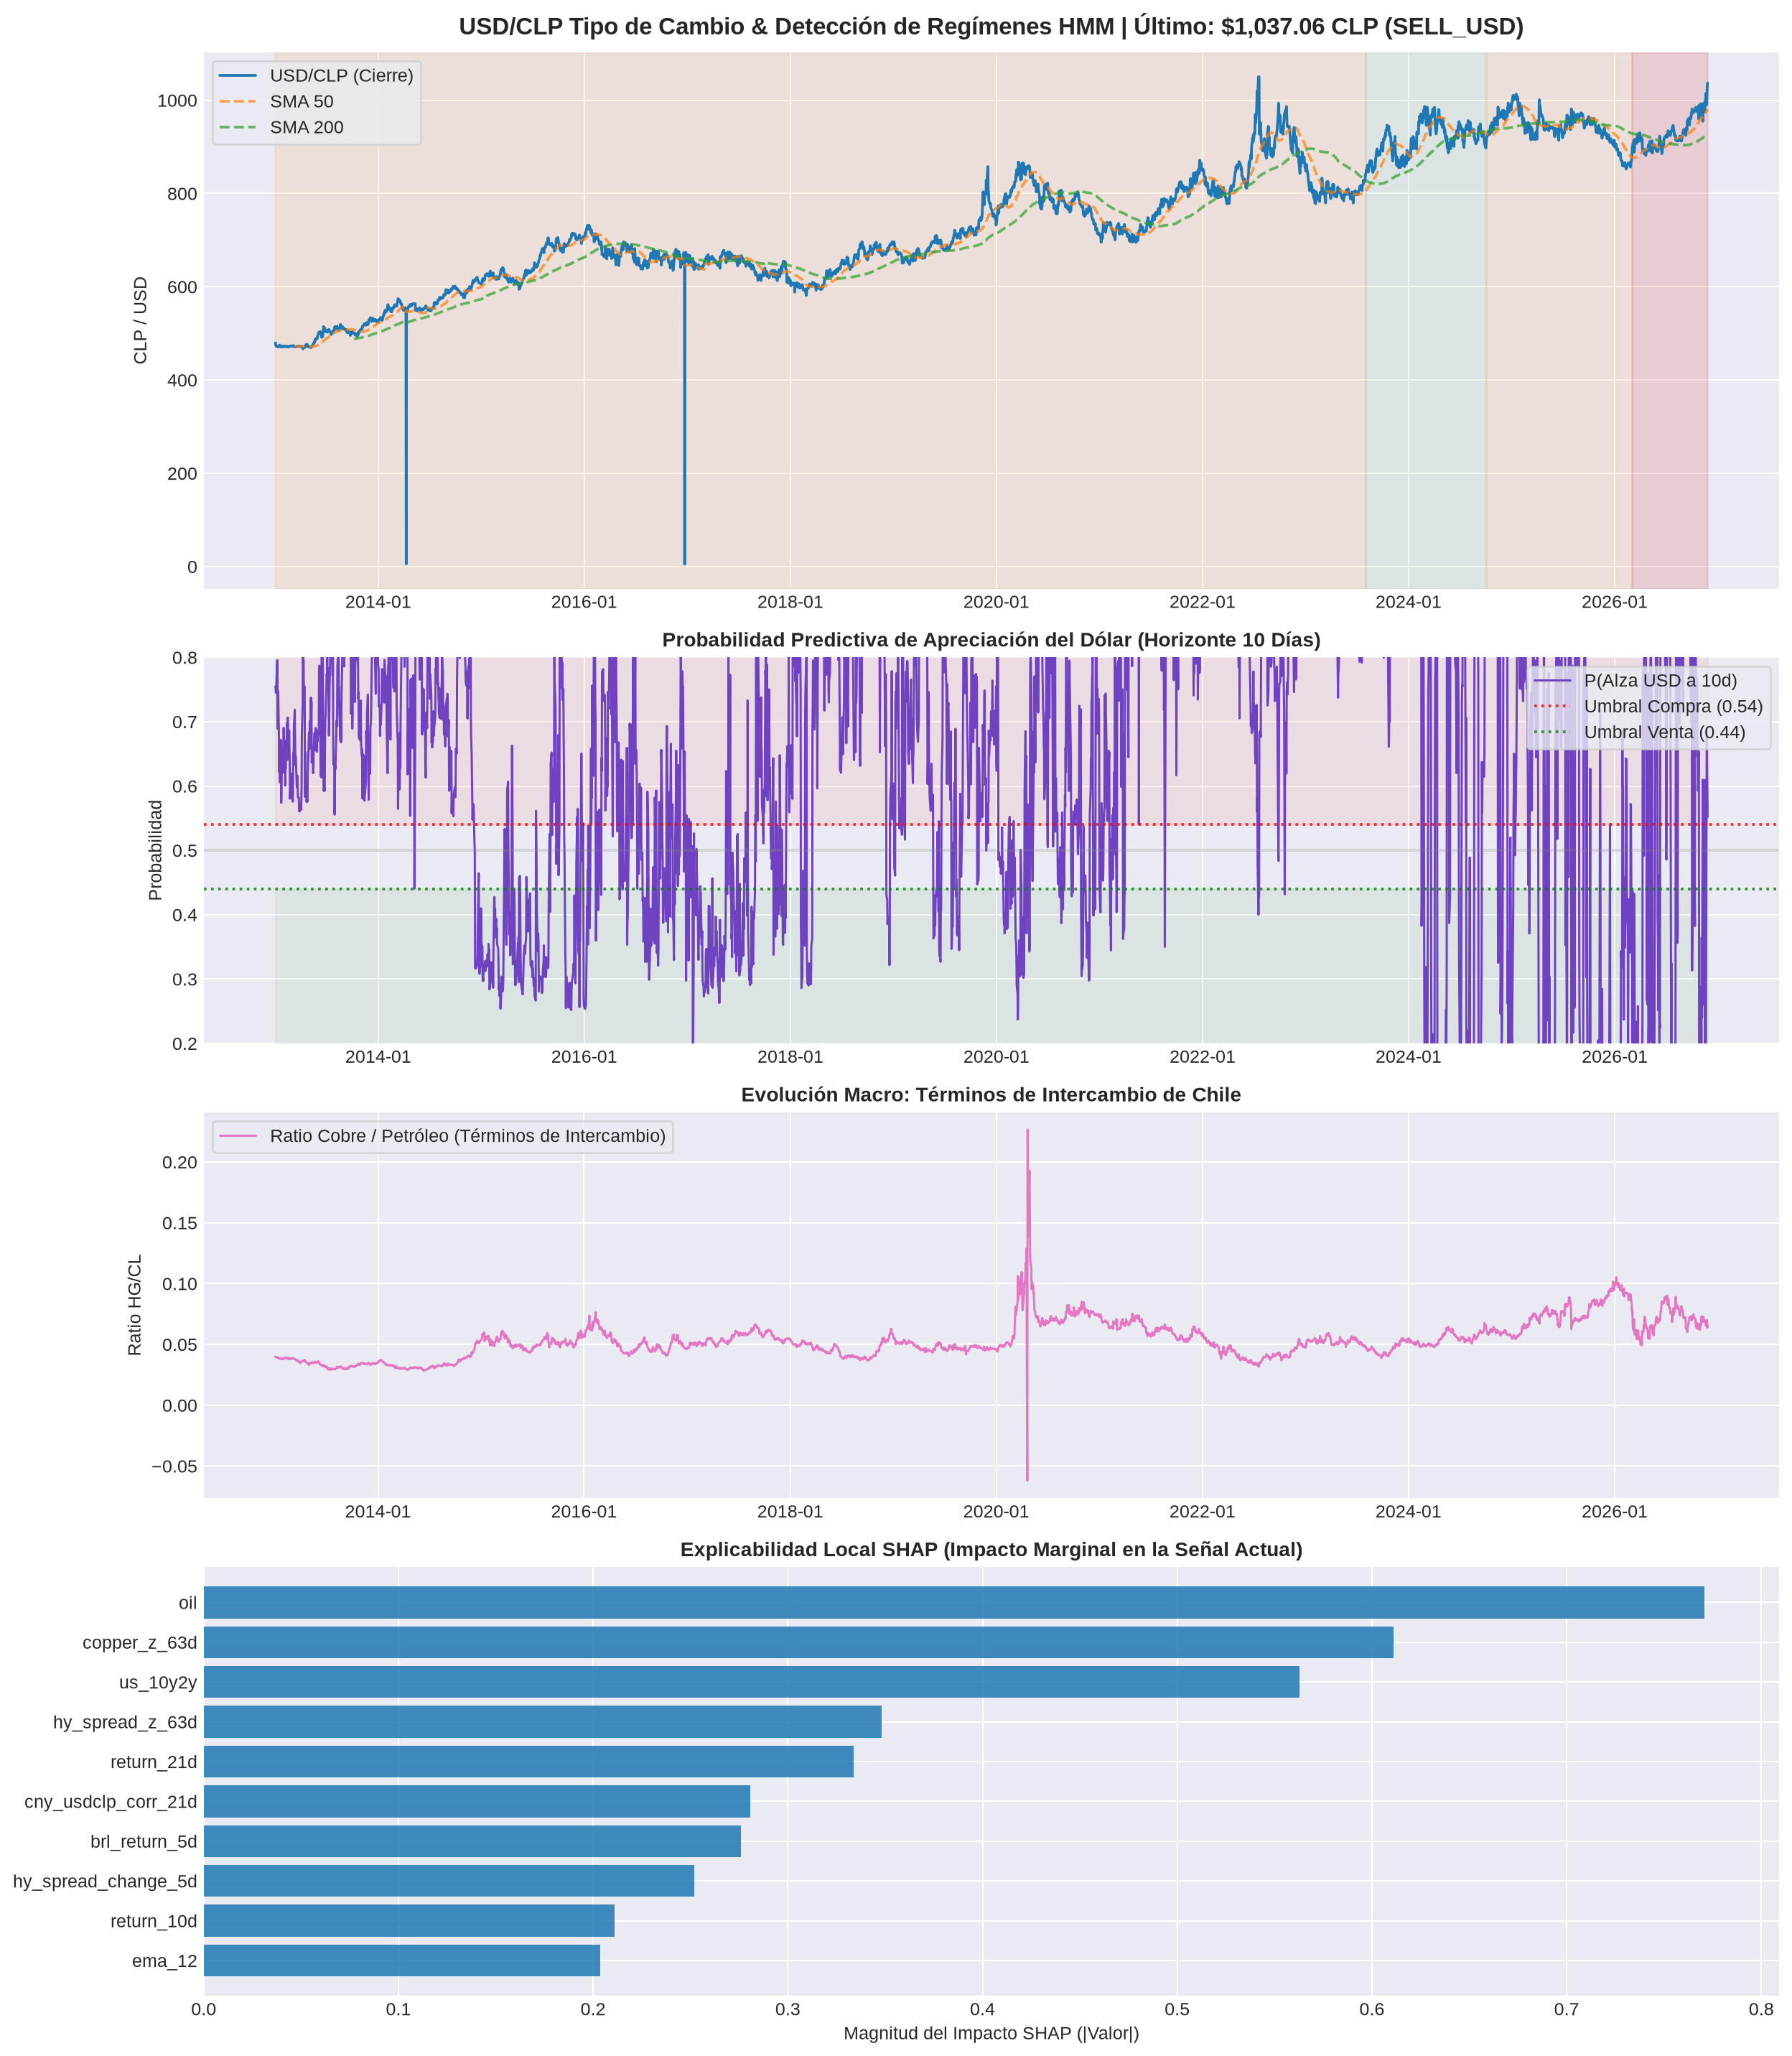 USD/CLP Tipo de Cambio & Detección de Regímenes HMM | Último: $1,037.06 CLP (SELL_USD)
USD/CLP (Cierre)
SMA 50
SMA 200
CLP / USD
1000
800
600
400
200
0
2014-01 2016-01 2018-01 2020-01 2022-01 2024-01 2026-01
Probabilidad Predictiva de Apreciación del Dólar (Horizonte 10 Días)
P(Alza USD a 10d)
Umbral Compra (0.54)
Umbral Venta (0.44)
Probabilidad
0.8
0.7
0.6
0.5
0.4
0.3
0.2
2014-01 2016-01 2018-01 2020-01 2022-01 2024-01 2026-01
Evolución Macro: Términos de Intercambio de Chile
Ratio Cobre / Petróleo (Términos de Intercambio)
Ratio HG/CL
0.20
0.15
0.10
0.05
0.00
−0.05
2014-01 2016-01 2018-01 2020-01 2022-01 2024-01 2026-01
Explicabilidad Local SHAP (Impacto Marginal en la Señal Actual)
oil
copper_z_63d
us_10y2y
hy_spread_z_63d
return_21d
cny_usdclp_corr_21d
brl_return_5d
hy_spread_change_5d
return_10d
ema_12
0.0 0.1 0.2 0.3 0.4 0.5 0.6 0.7 0.8
Magnitud del Impacto SHAP (|Valor|)